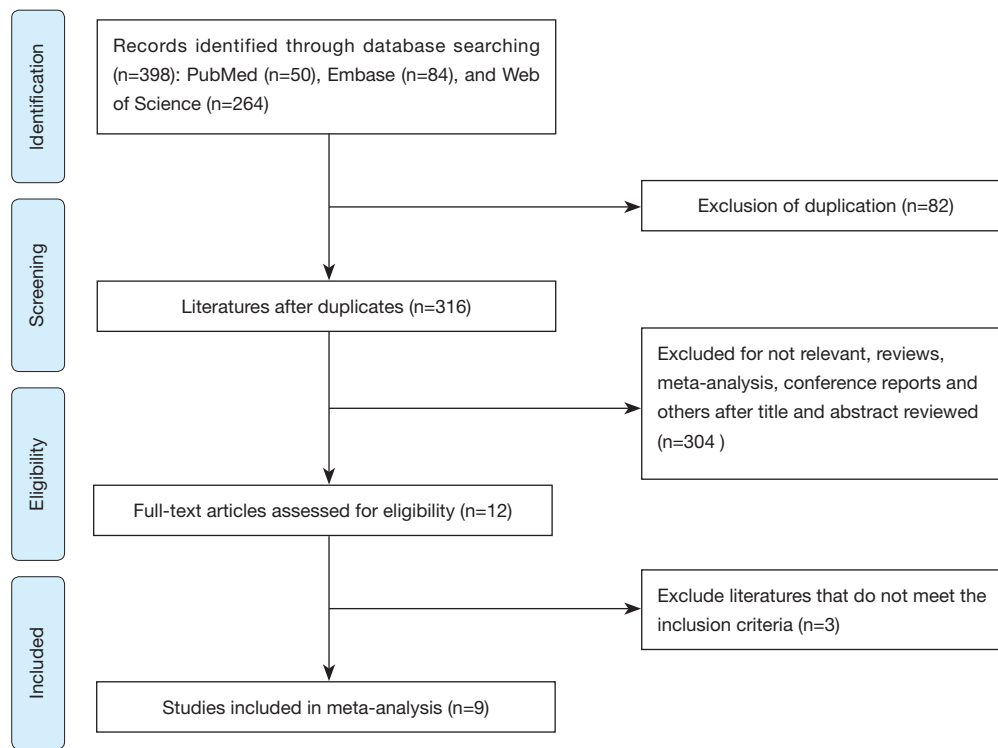 Identification
Records identified through database searching
(n=398): PubMed (n=50), Embase (n=84), and Web
of Science (n=264)
Exclusion of duplication (n=82)
Screening
Literatures after duplicates (n=316)
Excluded for not relevant, reviews,
meta-analysis, conference reports and
others after title and abstract reviewed
(n=304 )
Eligibility
Full-text articles assessed for eligibility (n=12)
Exclude literatures that do not meet the
inclusion criteria (n=3)
Included
Studies included in meta-analysis (n=9)